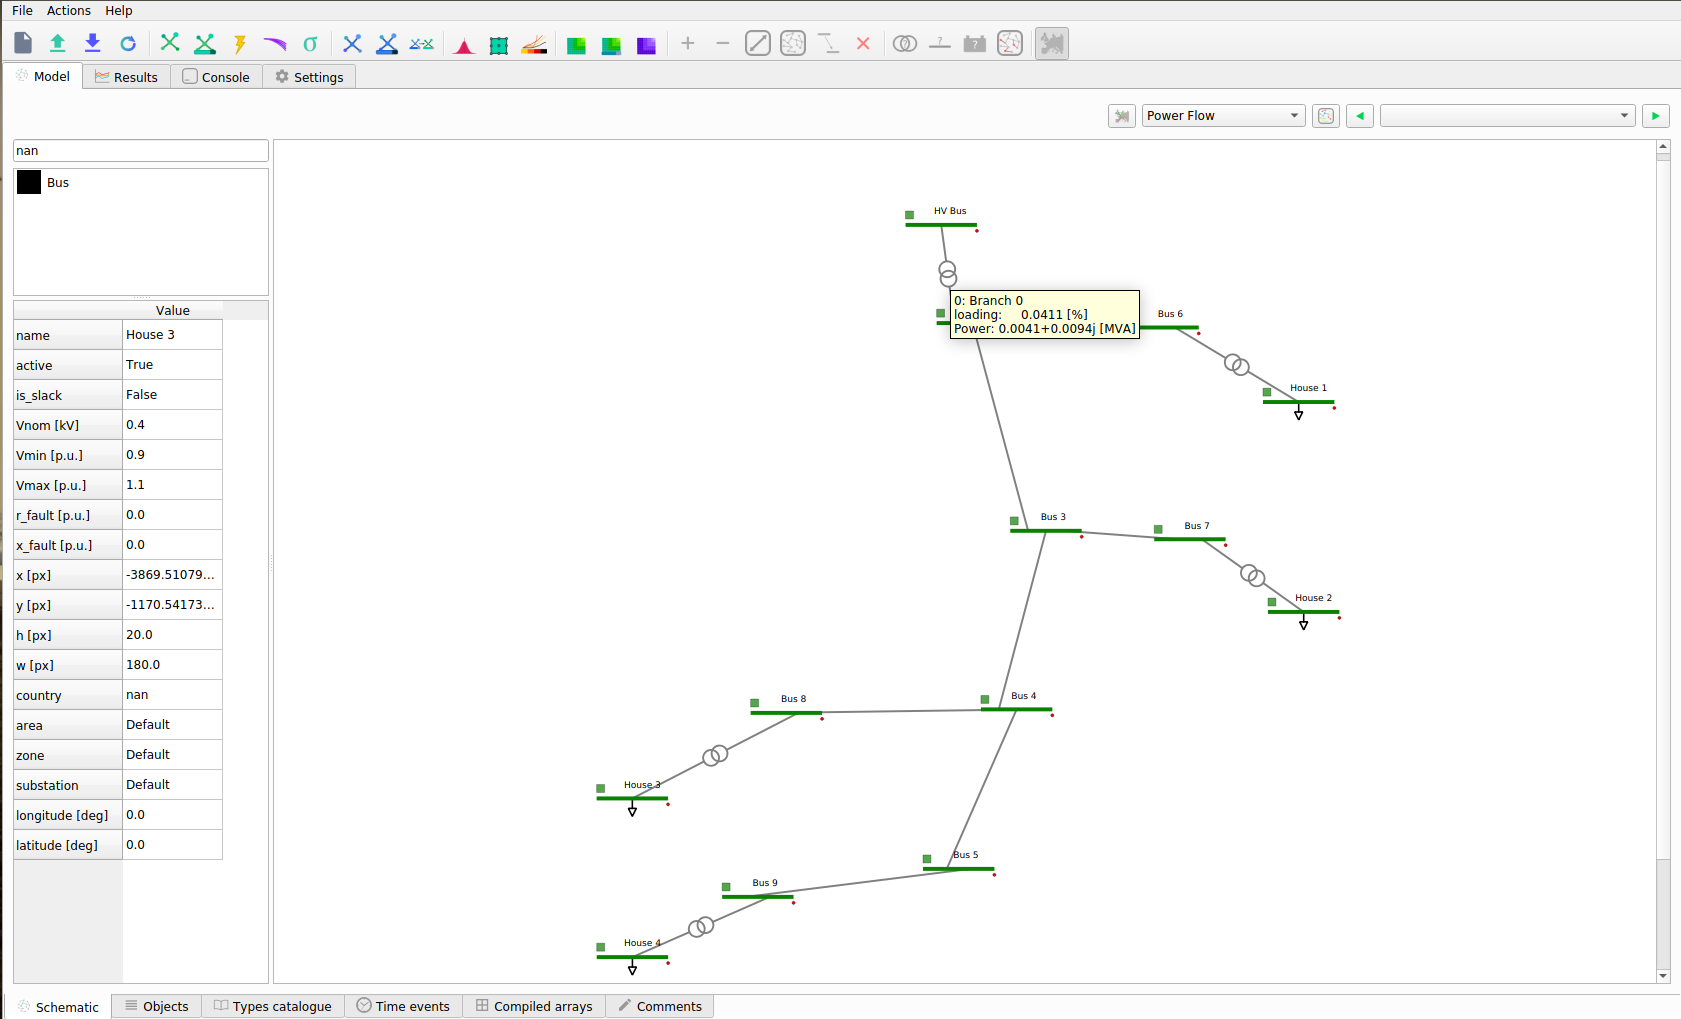 File Actions Help
Model Results Console Settings
Power Flow
nan
Bus
Value
name House 3
active True
is_slack False
Vnom [kV] 0.4
Vmin [p.u.] 0.9
Vmax [p.u.] 1.1
r_fault [p.u.] 0.0
x_fault [p.u.] 0.0
x [px] -3869.51079...
y [px] -1170.54173...
h [px] 20.0
w [px] 180.0
country nan
area Default
zone Default
substation Default
longitude [deg] 0.0
latitude [deg] 0.0
HV Bus
0: Branch 0
loading: 0.0411 [%]
Power: 0.0041+0.0094j [MVA]
Bus 6
House 1
Bus 3
Bus 7
House 2
Bus 4
Bus 8
House 3
Bus 5
Bus 9
House 4
Schematic Objects Types catalogue Time events Compiled arrays Comments